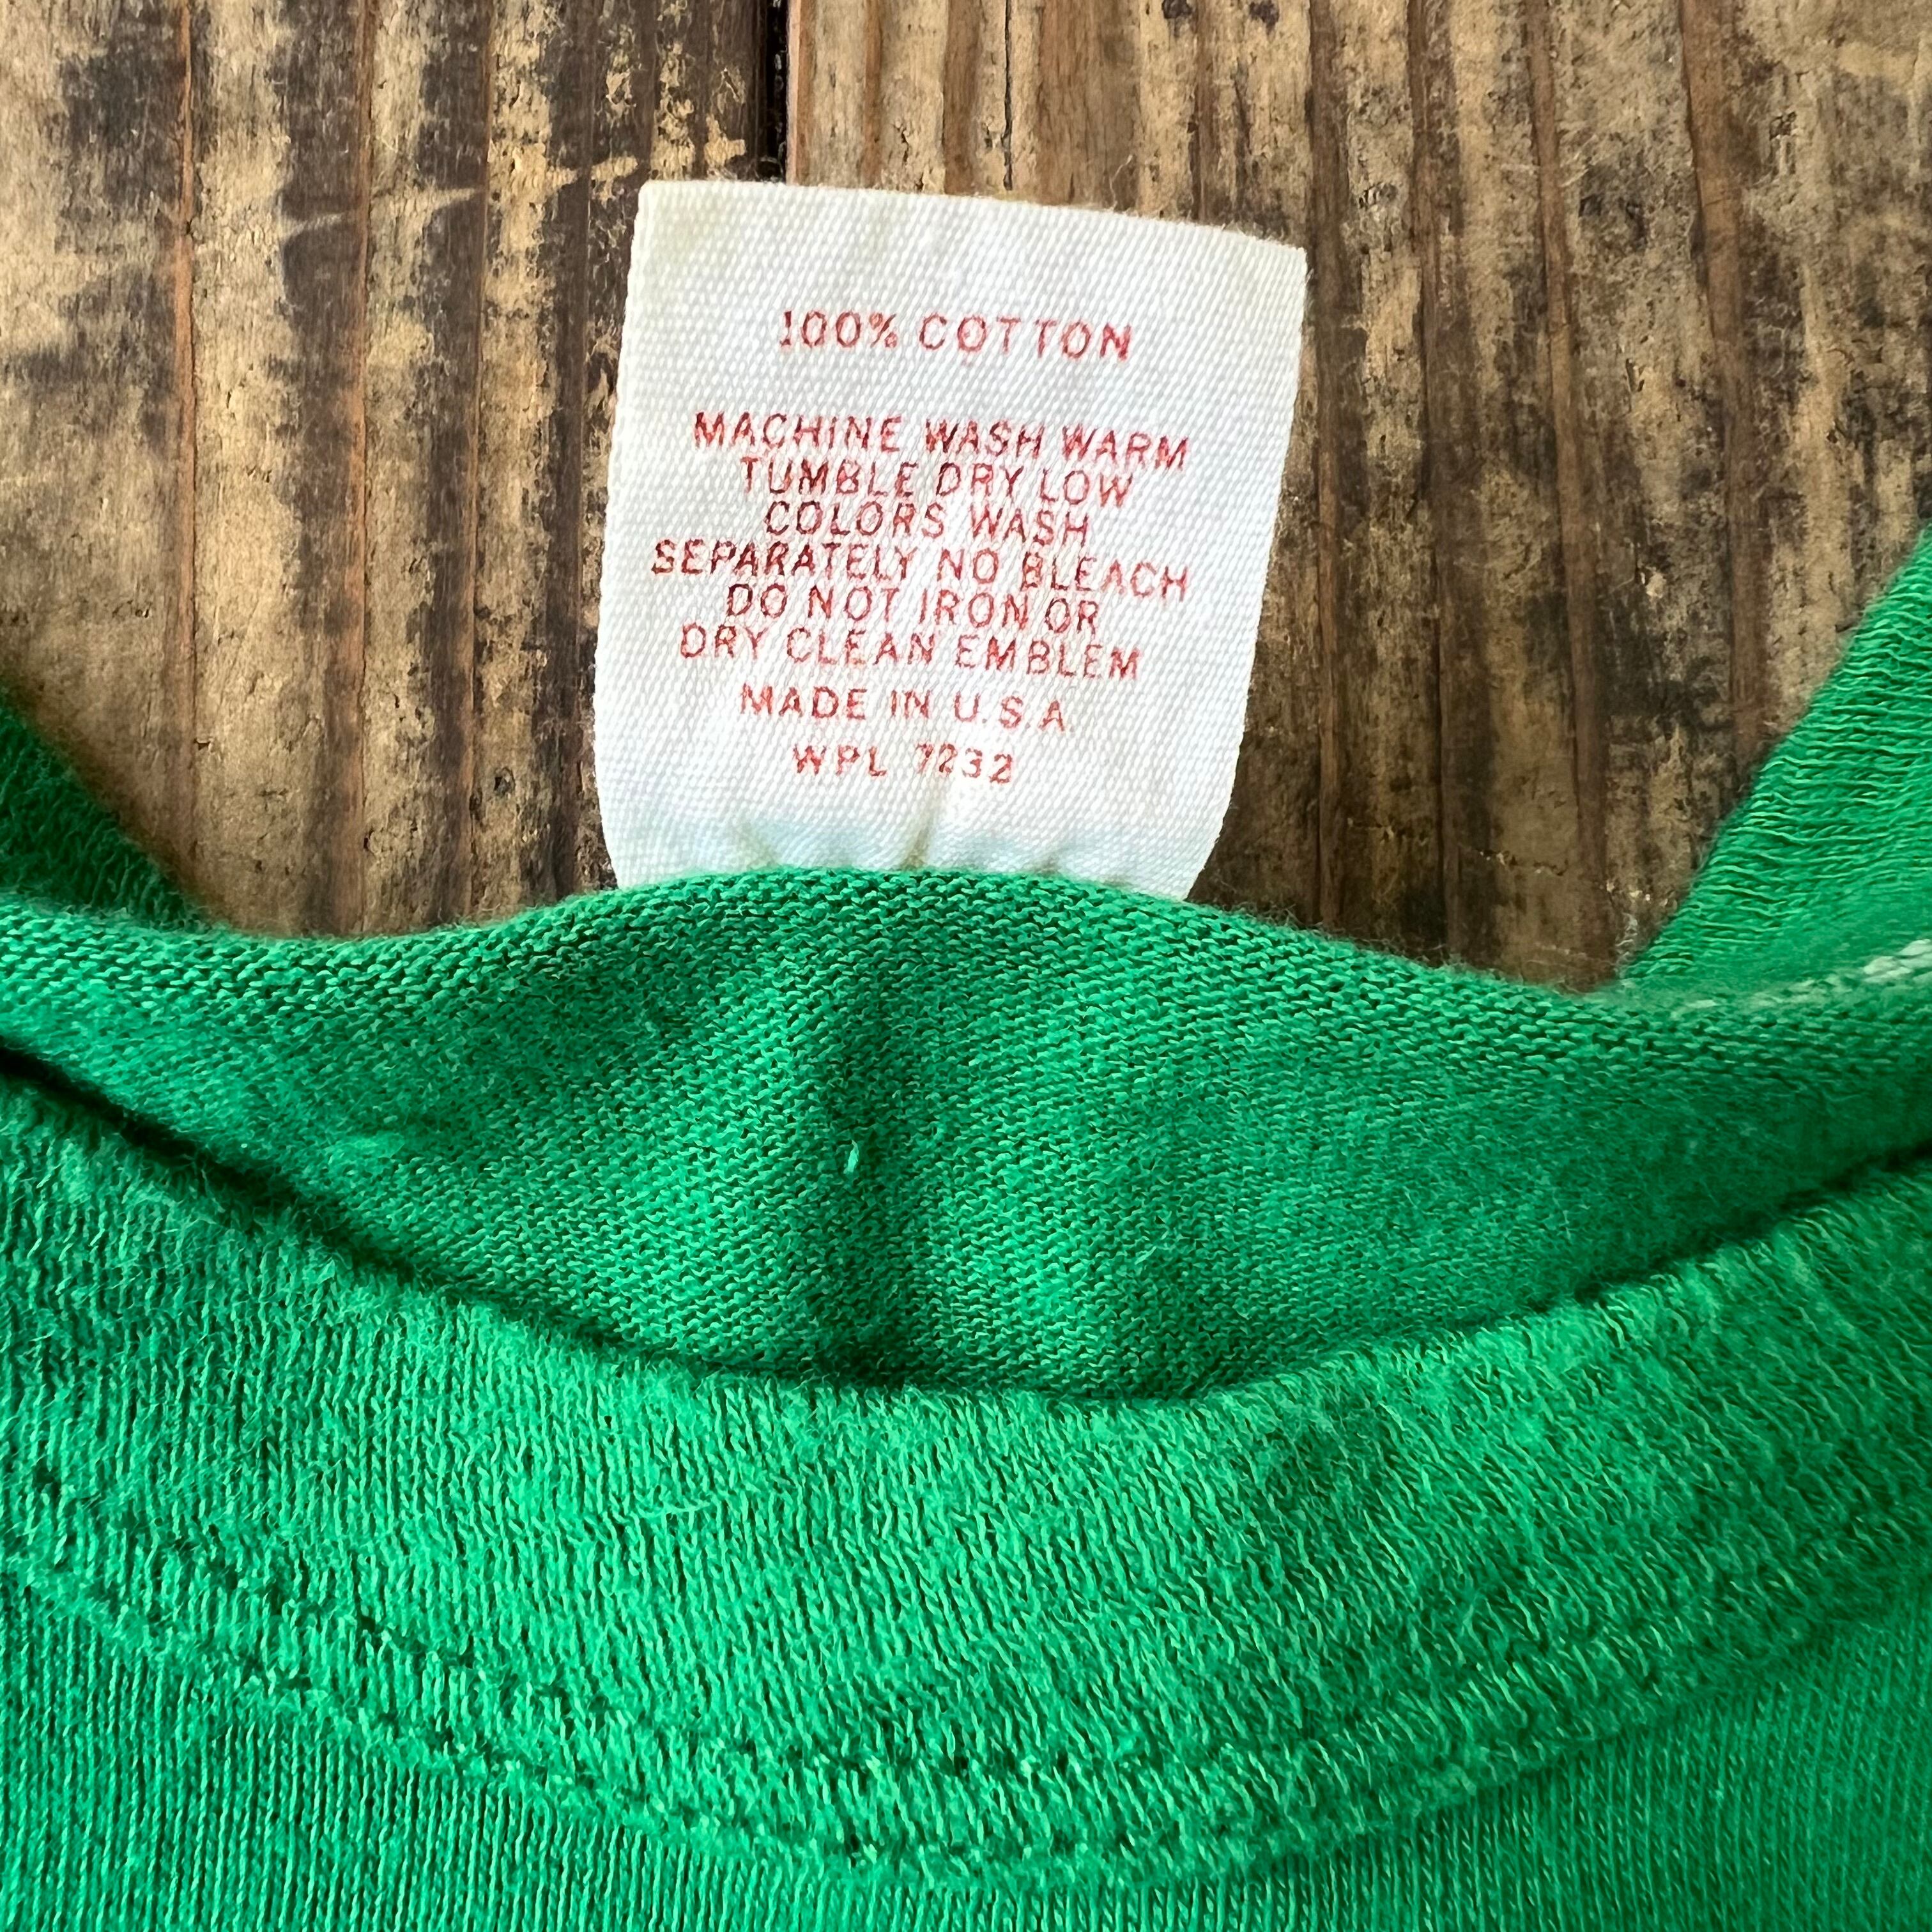 100% COTTON
MACHINE WASH WARM
TUMBLE DRY LOW
COLORS WASH
SEPARATELY NO BLEACH
DO NOT IRON OR
DRY CLEAN EMBLEM
MADE IN U.S.A
WPL 7232